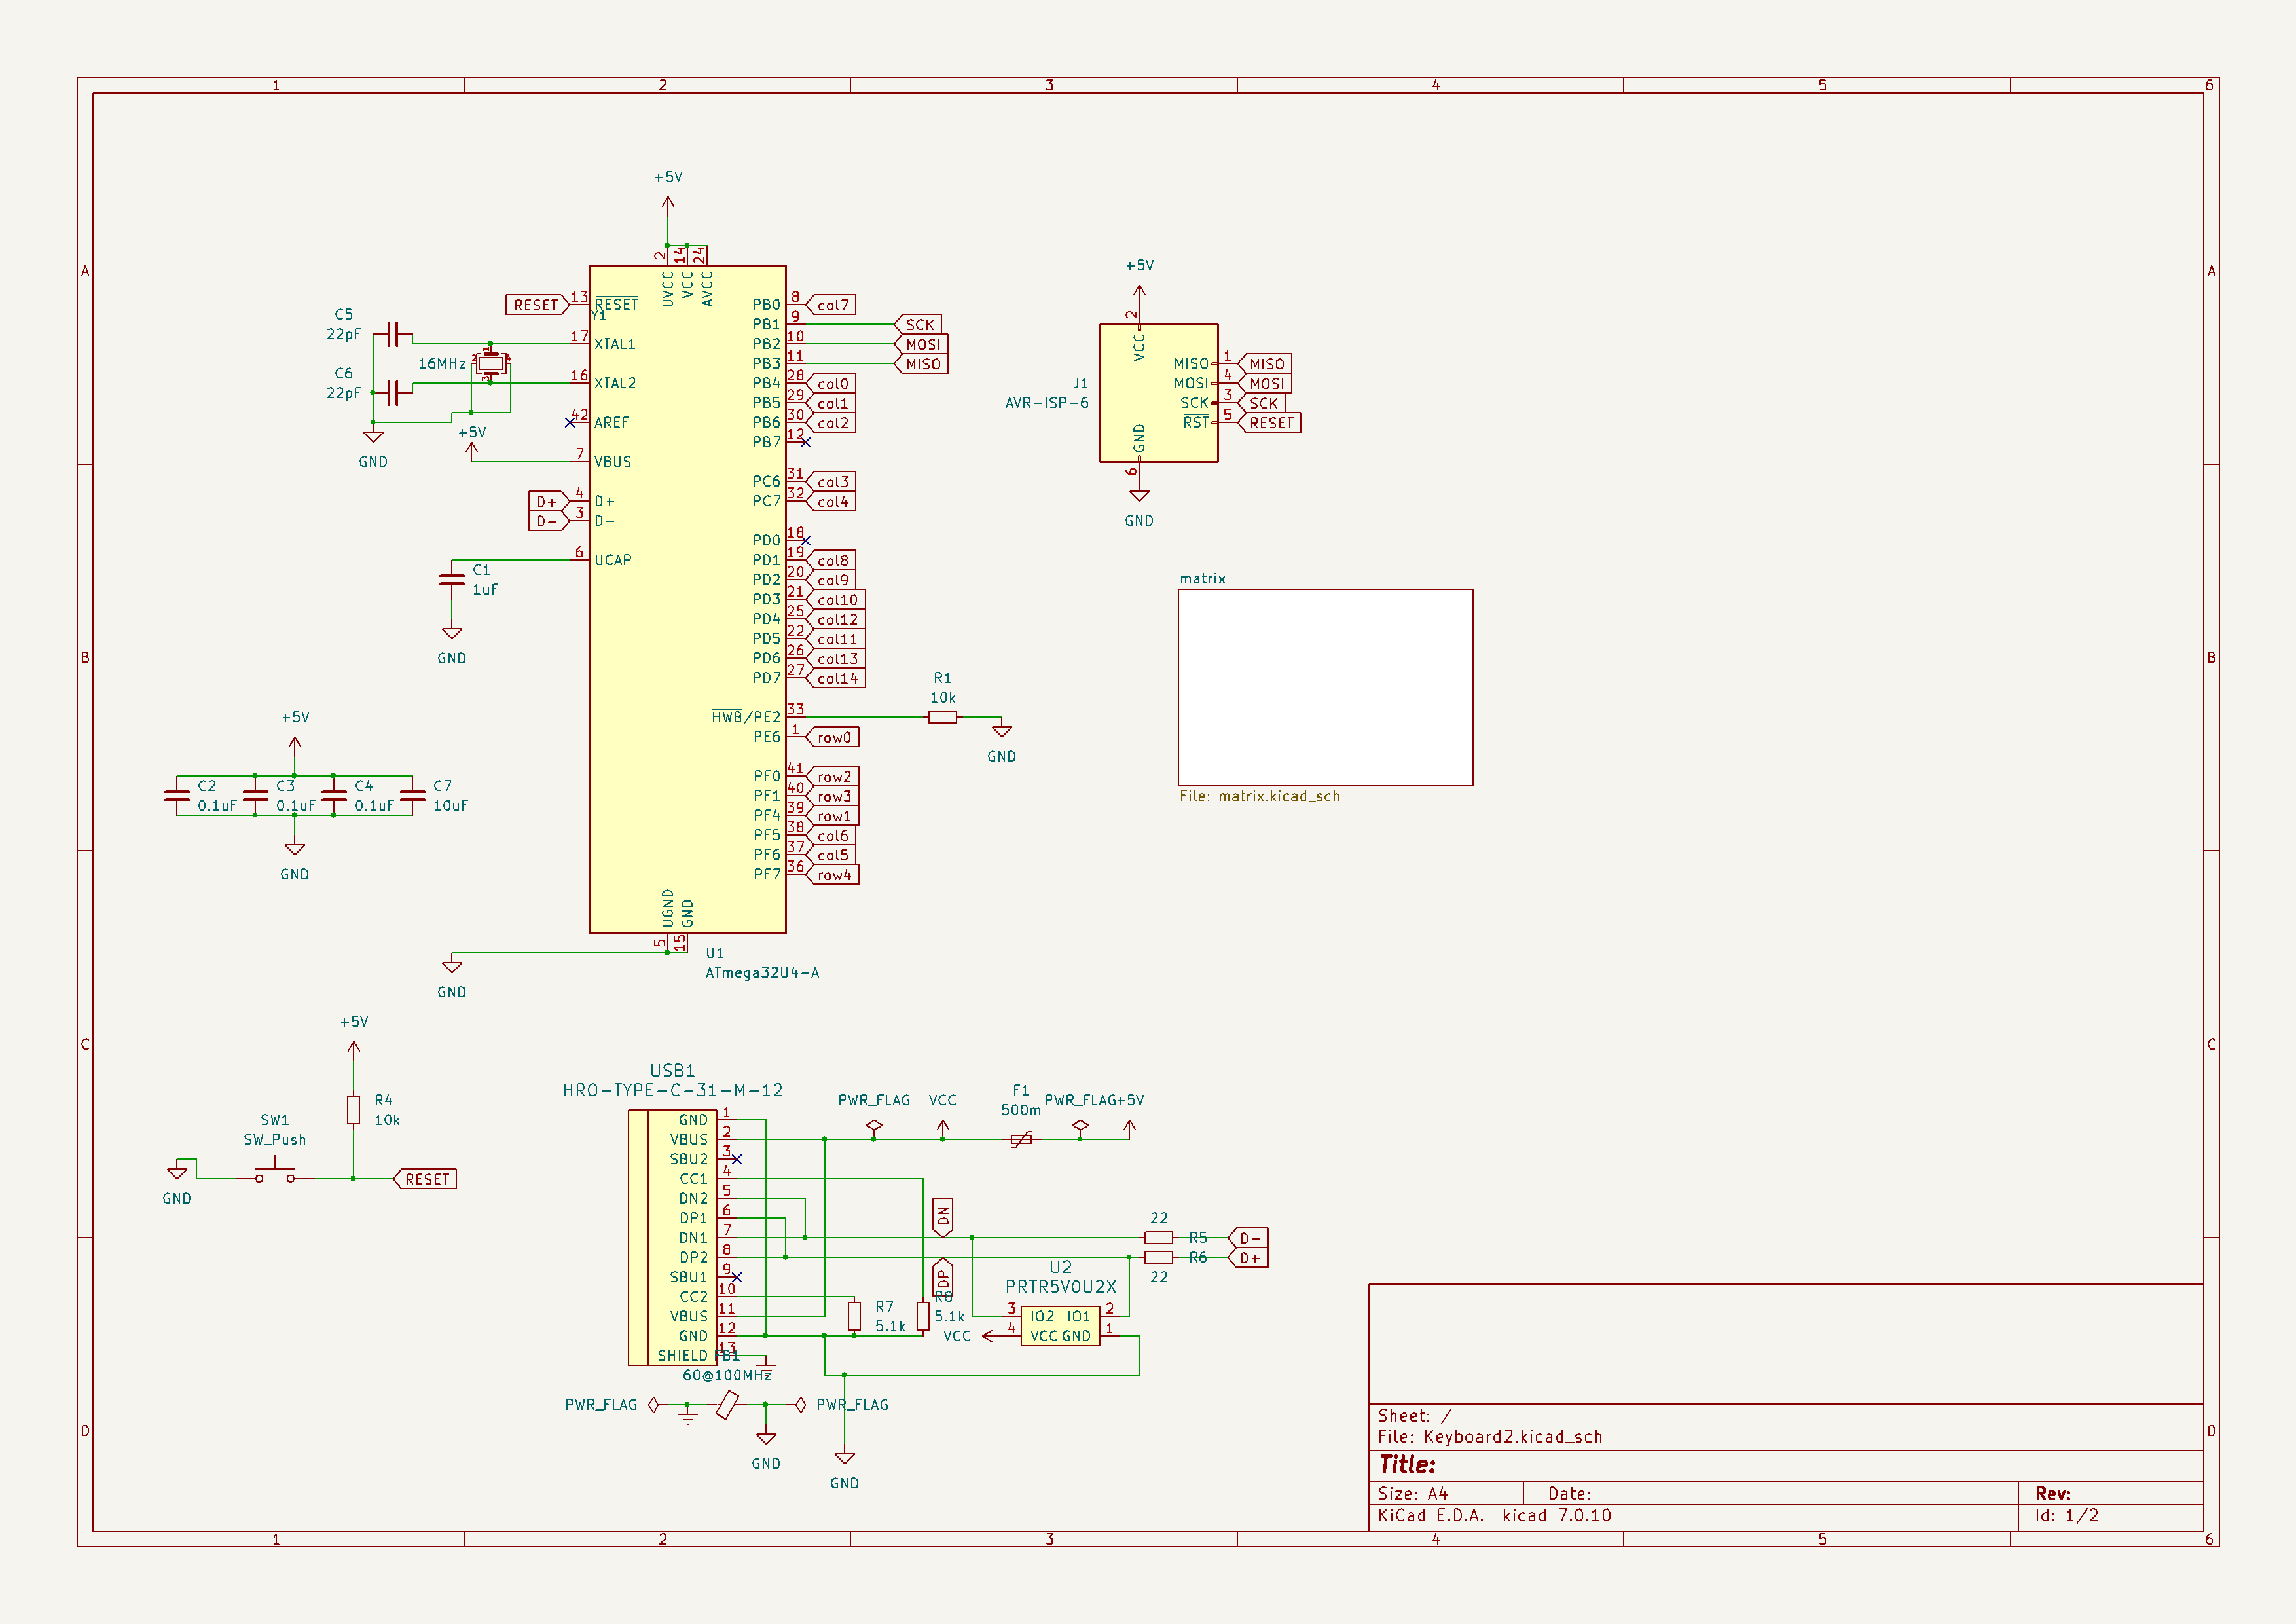 1 2 3 4 5 6
A A
B B
C C
D D
1 2 3 4 5 6
+5V
2 14 24
UVCC VCC AVCC
RESET 13 RESET
Y1
C5
22pF
17 XTAL1
16MHz
1 2 3 4
C6
22pF
16 XTAL2
42 AREF
GND
+5V
7 VBUS
D+ 4 D+
D- 3 D-
6 UCAP
C1
1uF
GND
PB0 8 col7
PB1 9 SCK
PB2 10 MOSI
PB3 11 MISO
PB4 28 col0
PB5 29 col1
PB6 30 col2
PB7 12
PC6 31 col3
PC7 32 col4
PD0 18
PD1 19 col8
PD2 20 col9
PD3 21 col10
PD4 25 col12
PD5 22 col11
PD6 26 col13
PD7 27 col14
HWB/PE2 33
R1
10k
GND
PE6 1 row0
PF0 41 row2
PF1 40 row3
PF4 39 row1
PF5 38 col6
PF6 37 col5
PF7 36 row4
UGND GND
5 15
U1
ATmega32U4-A
GND
+5V
2
VCC
MISO 1 MISO
MOSI 4 MOSI
SCK 3 SCK
RST 5 RESET
J1
AVR-ISP-6
GND
6
GND
matrix
File: matrix.kicad_sch
+5V
C2
0.1uF
C3
0.1uF
C4
0.1uF
C7
10uF
GND
+5V
R4
10k
SW1
SW_Push
RESET
GND
USB1
HRO-TYPE-C-31-M-12
GND 1
VBUS 2
SBU2 3
CC1 4
DN2 5
DP1 6
DN1 7
DP2 8
SBU1 9
CC2 10
VBUS 11
GND 12
SHIELD 13
PWR_FLAG
VCC
F1
500m
PWR_FLAG
+5V
DN
DP
22
R5
D-
R6
D+
22
R7
5.1k
R8
5.1k
U2
PRTR5V0U2X
3 IO2 IO1 2
VCC 4 VCC GND 1
FB1
60@100MHz
PWR_FLAG
PWR_FLAG
GND
GND
Sheet: /
File: Keyboard2.kicad_sch
Title:
Size: A4 Date: Rev:
KiCad E.D.A. kicad 7.0.10 Id: 1/2